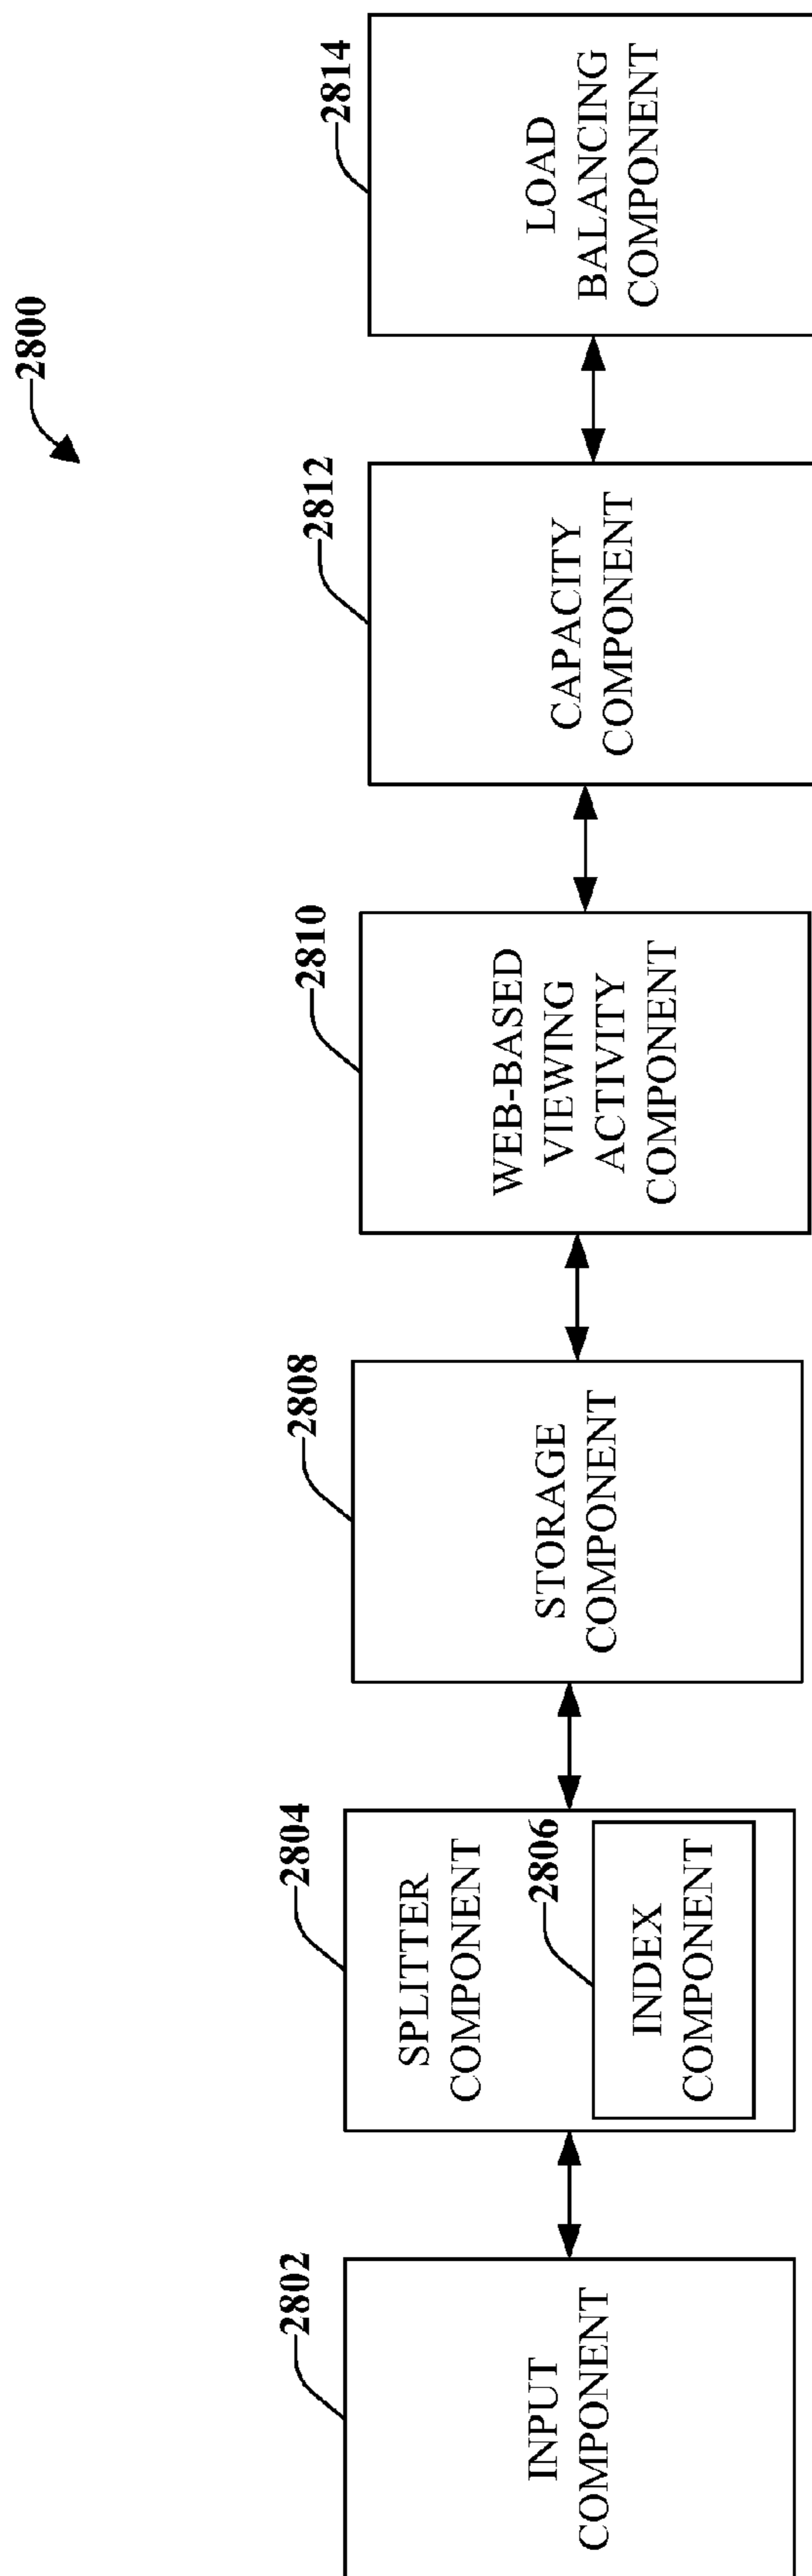 2800
2802
INPUT
COMPONENT
2804
SPLITTER
COMPONENT
2806
INDEX
COMPONENT
2808
STORAGE
COMPONENT
2810
WEB-BASED
VIEWING
ACTIVITY
COMPONENT
2812
CAPACITY
COMPONENT
2814
LOAD
BALANCING
COMPONENT